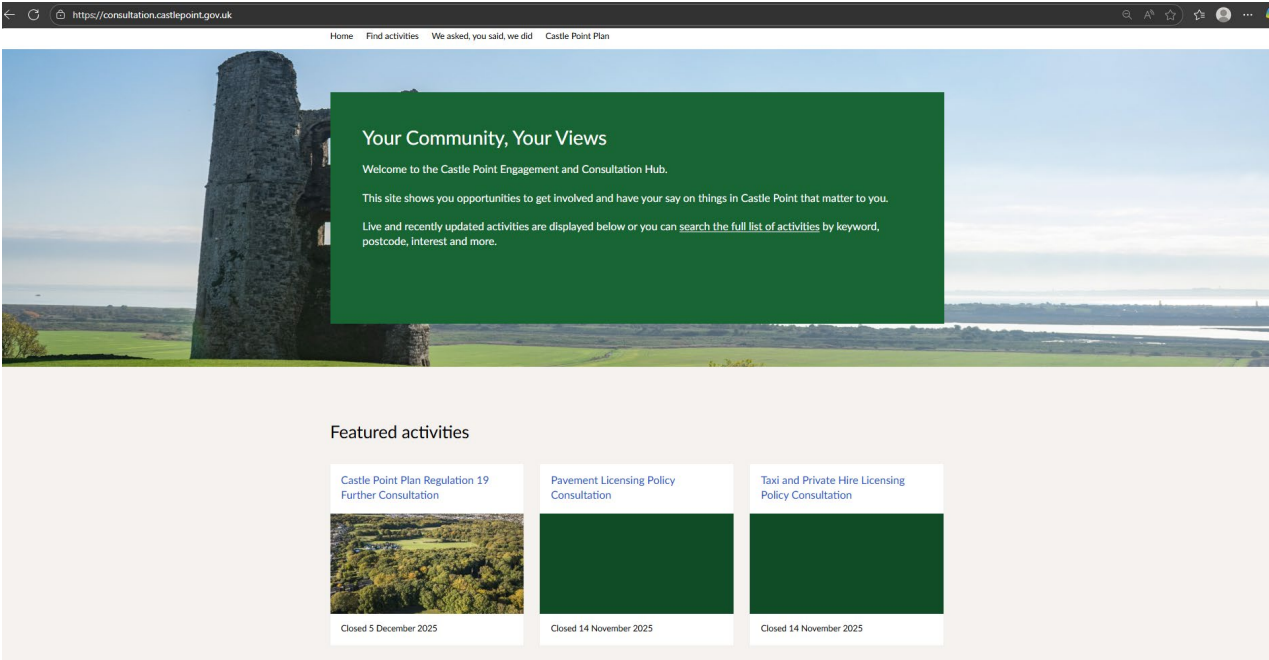 https://consultation.castlepoint.gov.uk
Home Find activities We asked, you said, we did Castle Point Plan
Your Community, Your Views
Welcome to the Castle Point Engagement and Consultation Hub.
This site shows you opportunities to get involved and have your say on things in Castle Point that matter to you.
Live and recently updated activities are displayed below or you can search the full list of activities by keyword,
postcode, interest and more.
Featured activities
Castle Point Plan Regulation 19
Further Consultation
Closed 5 December 2025
Pavement Licensing Policy
Consultation
Closed 14 November 2025
Taxi and Private Hire Licensing
Policy Consultation
Closed 14 November 2025